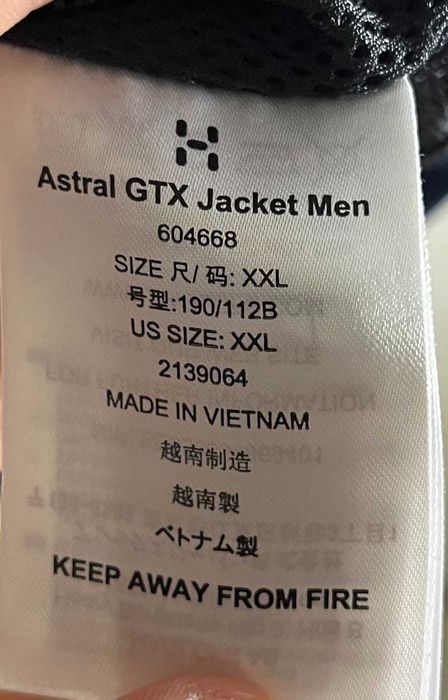 Astral GTX Jacket Men
604668
SIZE 尺/ 码: XXL
号型:190/112B
US SIZE: XXL
2139064
MADE IN VIETNAM
越南制造
越南製
ベトナム製
KEEP AWAY FROM FIRE